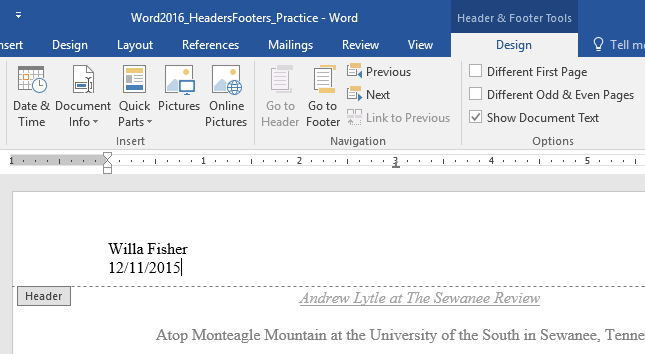 Word2016_HeadersFooters_Practice - Word
Header & Footer Tools
nsert Design Layout References Mailings Review View Design Tell me
Date & Time
Document Info
Quick Parts
Pictures
Online Pictures
Insert
Go to Header
Go to Footer
Previous
Next
Link to Previous
Navigation
Different First Page
Different Odd & Even Pages
Show Document Text
Options
1 1 2 3 4 5
Willa Fisher
12/11/2015
Header
Andrew Lytle at The Sewanee Review
Atop Monteagle Mountain at the University of the South in Sewanee, Tenne